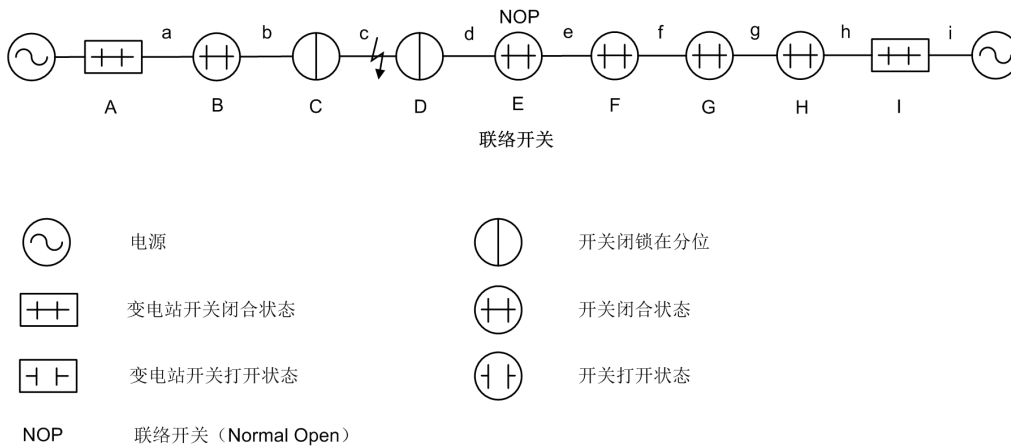 NOP
a b c d e f g h i
A B C D E F G H I
联络开关
电源 开关闭锁在分位
变电站开关闭合状态 开关闭合状态
变电站开关打开状态 开关打开状态
NOP 联络开关（Normal Open）